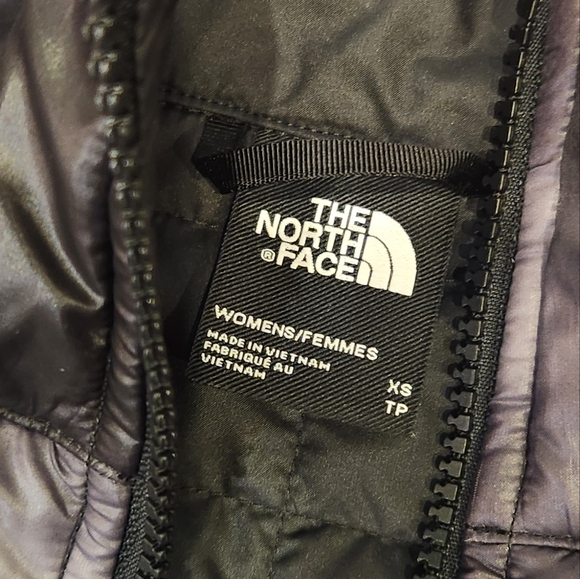 THE
NORTH
® FACE
WOMENS/FEMMES
MADE IN VIETNAM
FABRIQUÉ AU
VIETNAM
XS
TP